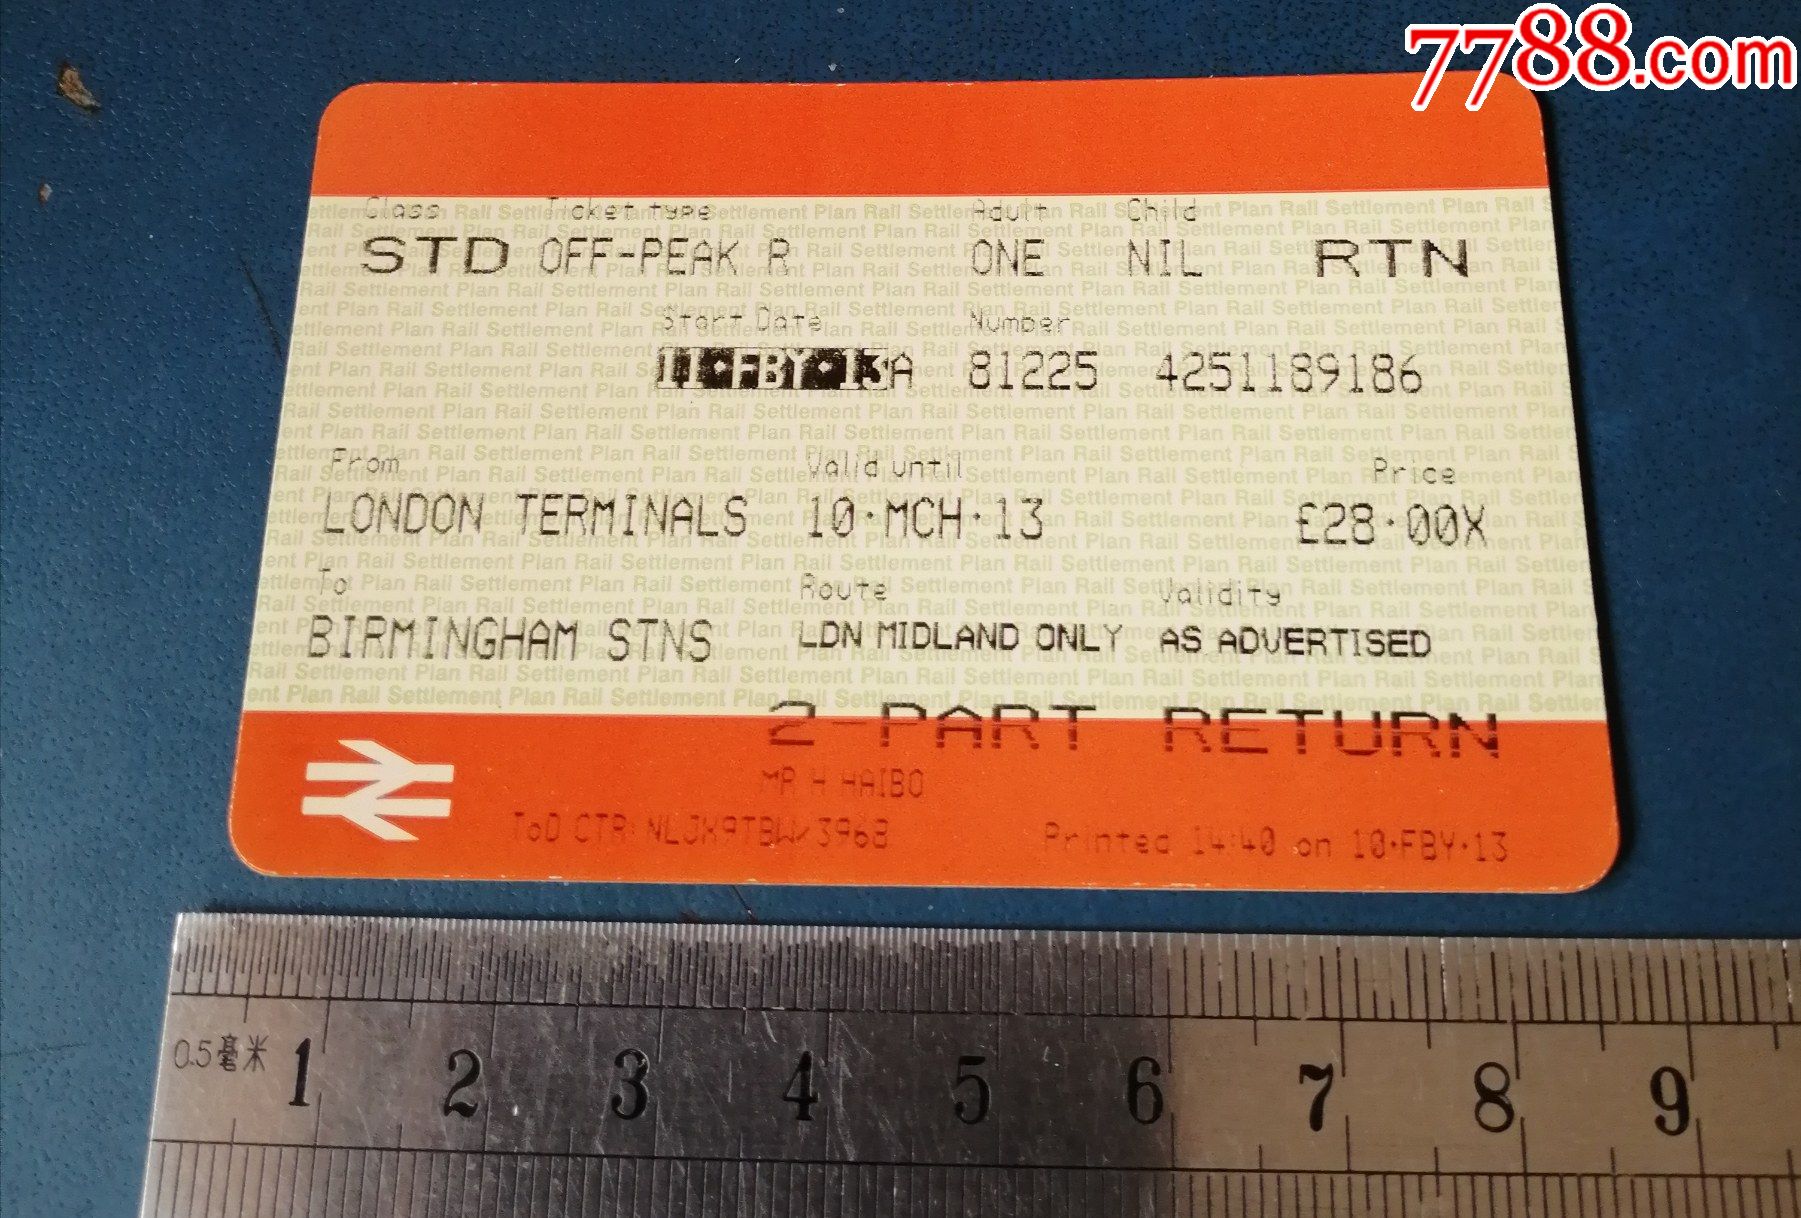 7788.com
Class Ticket type Adult Child
STD OFF-PEAK R ONE NIL RTN
Start Date Number
11·FBY·13A 81225 4251189186
From Valid until Price
LONDON TERMINALS 10·MCH·13 £28·00X
To Route Validity
BIRMINGHAM STNS LDN MIDLAND ONLY AS ADVERTISED
2-PART RETURN
MR H HAIBO
ToD CTR: Printed 14:40 on 10·FBY·13
Rail Settlement Plan
0.5毫米 1 2 3 4 5 6 7 8 9